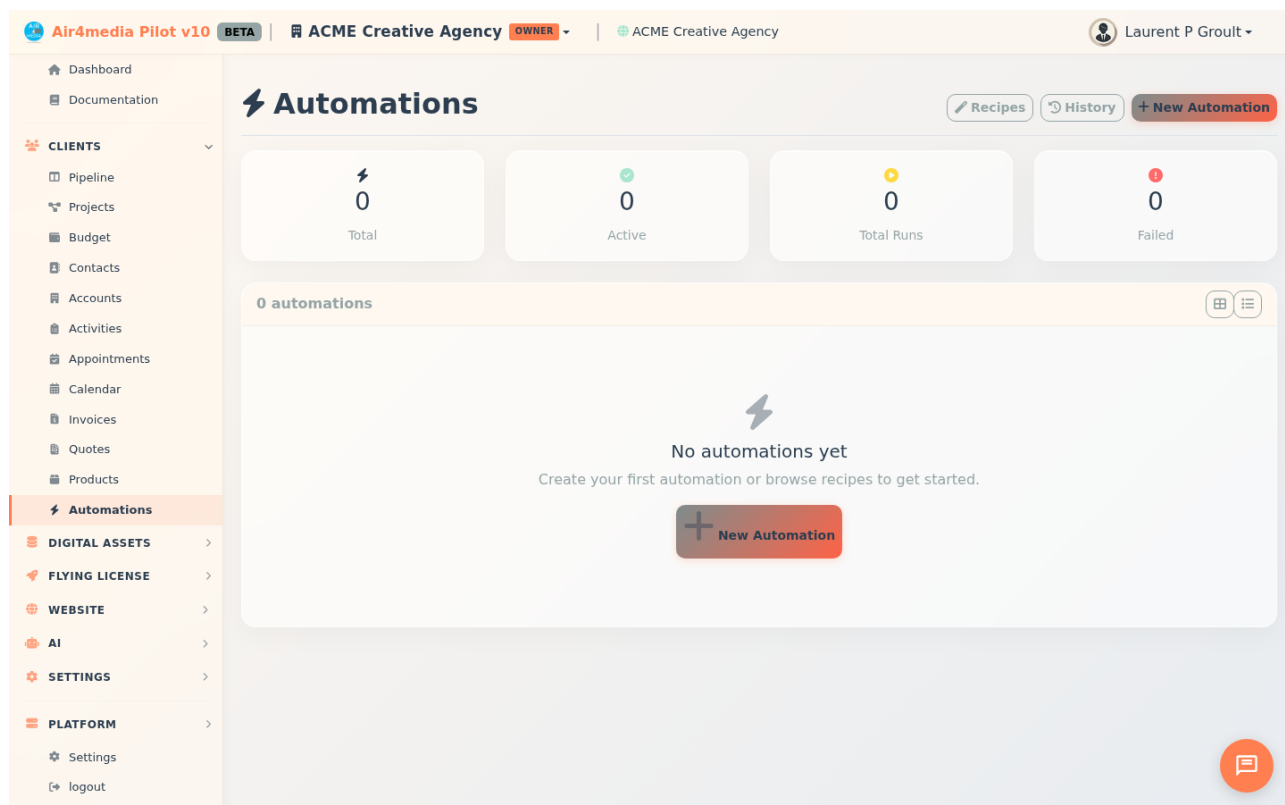 Air4media Pilot v10 BETA ACME Creative Agency OWNER ACME Creative Agency Laurent P Groult
Dashboard
Documentation
CLIENTS
Pipeline
Projects
Budget
Contacts
Accounts
Activities
Appointments
Calendar
Invoices
Quotes
Products
Automations
DIGITAL ASSETS
FLYING LICENSE
WEBSITE
AI
SETTINGS
PLATFORM
Settings
logout
Automations
Recipes History New Automation
0 0 0 0
Total Active Total Runs Failed
0 automations
No automations yet
Create your first automation or browse recipes to get started.
New Automation